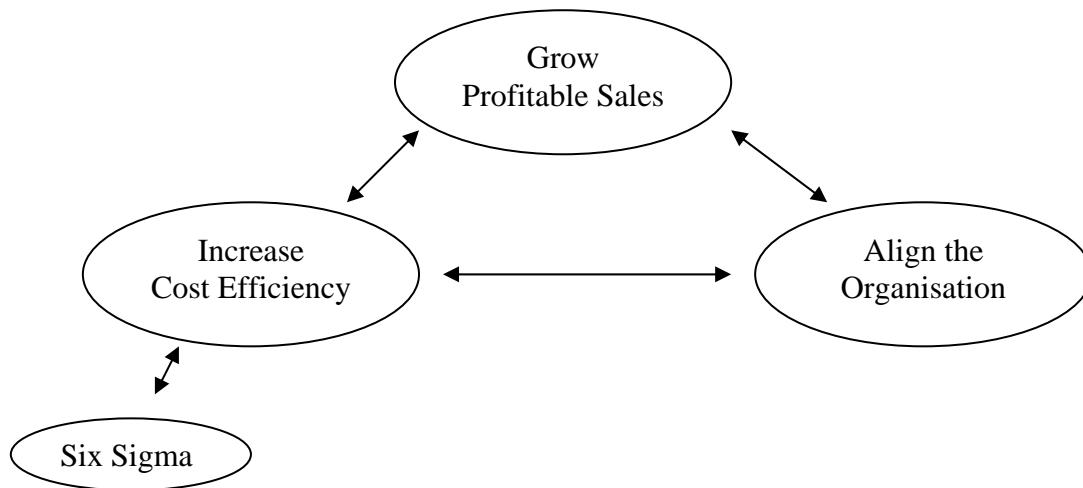 Grow
Profitable Sales
Increase
Cost Efficiency
Align the
Organisation
Six Sigma